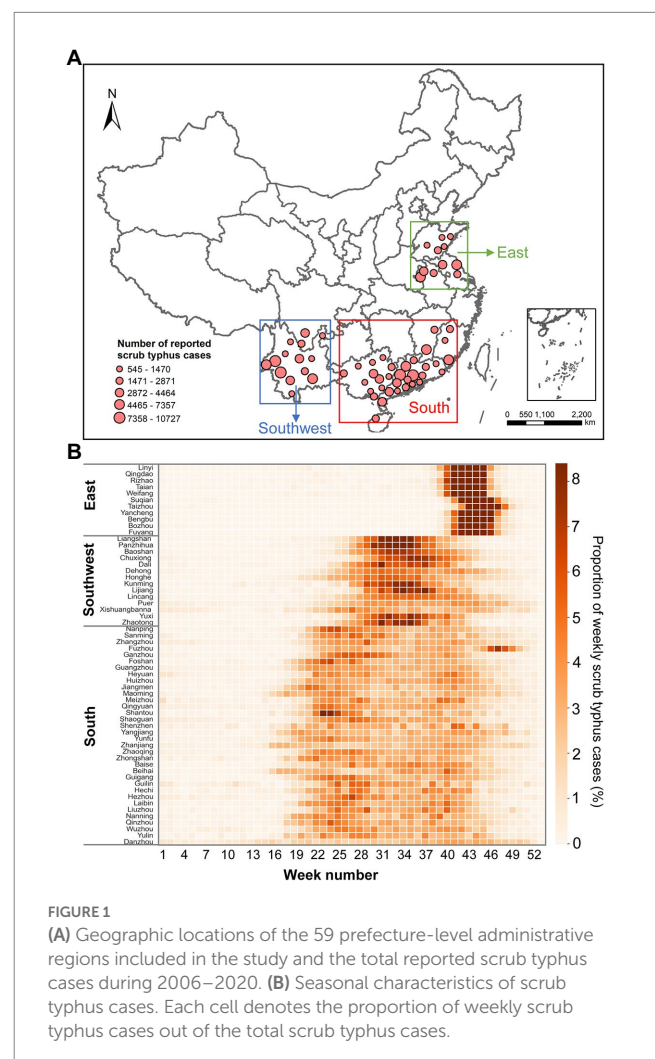 A
N
East
Number of reported
scrub typhus cases
545 - 1470
1471 - 2871
2872 - 4464
4465 - 7357
7358 - 10727
Southwest
South
0 550 1,100 2,200
km
B
East
Linyi
Qingdao
Rizhao
Taian
Weifang
Suqian
Taizhou
Yancheng
Bengbu
Bozhou
Fuyang
Southwest
Liangshan
Panzhihua
Baoshan
Chuxiong
Dali
Dehong
Honghe
Kunming
Lijiang
Lincang
Puer
Xishuangbanna
Yuxi
Zhaotong
South
Nanping
Sanming
Zhangzhou
Fuzhou
Ganzhou
Foshan
Guangzhou
Heyuan
Huizhou
Jiangmen
Maoming
Meizhou
Qingyuan
Shantou
Shaoguan
Shenzhen
Yangjiang
Yunfu
Zhanjiang
Zhaoqing
Zhongshan
Baise
Beihai
Guigang
Guilin
Hechi
Hezhou
Laibin
Liuzhou
Nanning
Qinzhou
Wuzhou
Yulin
Danzhou
1 4 7 10 13 16 19 22 25 28 31 34 37 40 43 46 49 52
Week number
8
7
6
5
4
3
2
1
0
Proportion of weekly scrub typhus cases (%)
FIGURE 1
(A) Geographic locations of the 59 prefecture-level administrative
regions included in the study and the total reported scrub typhus
cases during 2006–2020. (B) Seasonal characteristics of scrub
typhus cases. Each cell denotes the proportion of weekly scrub
typhus cases out of the total scrub typhus cases.